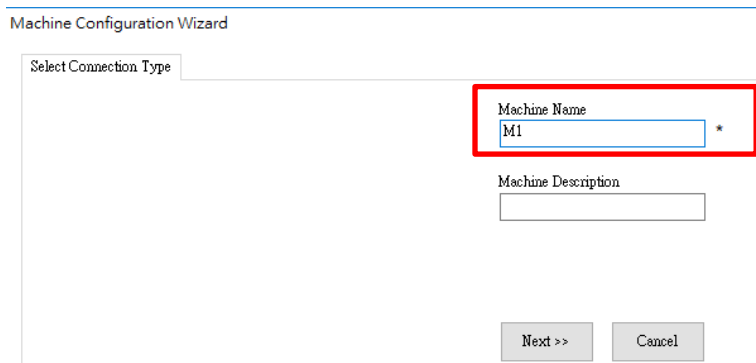 Machine Configuration Wizard
Select Connection Type
Machine Name
M1 *
Machine Description
Next >> Cancel